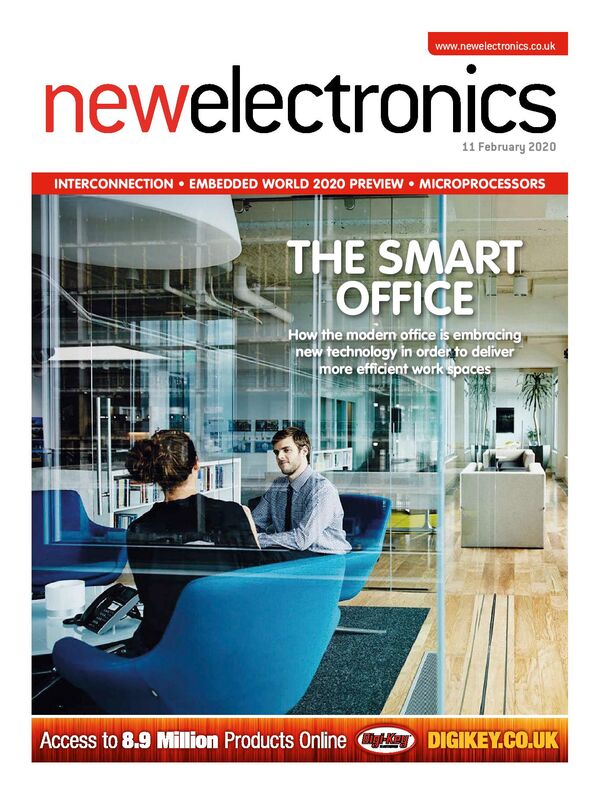 www.newelectronics.co.uk
newelectronics
11 February 2020
INTERCONNECTION • EMBEDDED WORLD 2020 PREVIEW • MICROPROCESSORS
THE SMART
OFFICE
How the modern office is embracing
new technology in order to deliver
more efficient work spaces
Access to 8.9 Million Products Online Digi-Key DIGIKEY.CO.UK